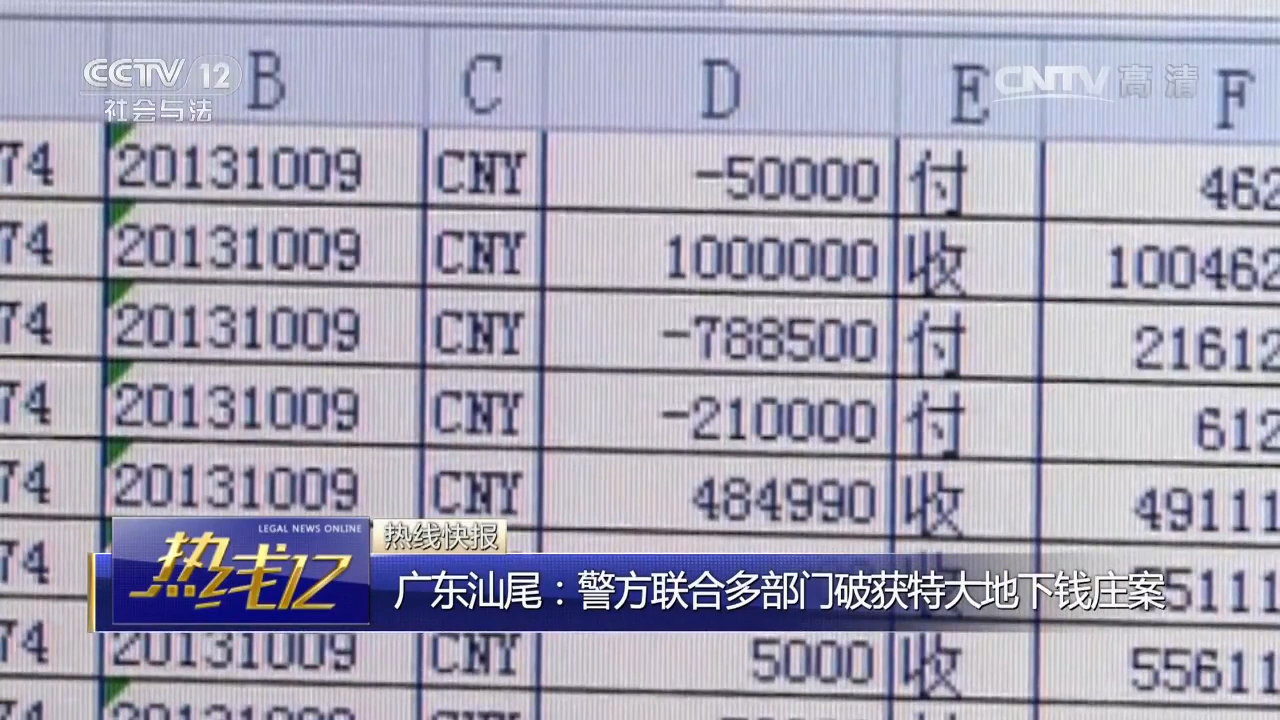 CCTV 12
社会与法
CNTV 高清
B C D E F
74 20131009 CNY -50000 付 462
74 20131009 CNY 1000000 收 100462
74 20131009 CNY -788500 付 21612
74 20131009 CNY -210000 付 612
74 20131009 CNY 484990 收 49111
74
LEGAL NEWS ONLINE
热线快报
热线12
广东汕尾：警方联合多部门破获特大地下钱庄案
5111
74 20131009 CNY 5000 收 55611
20131009 CNY